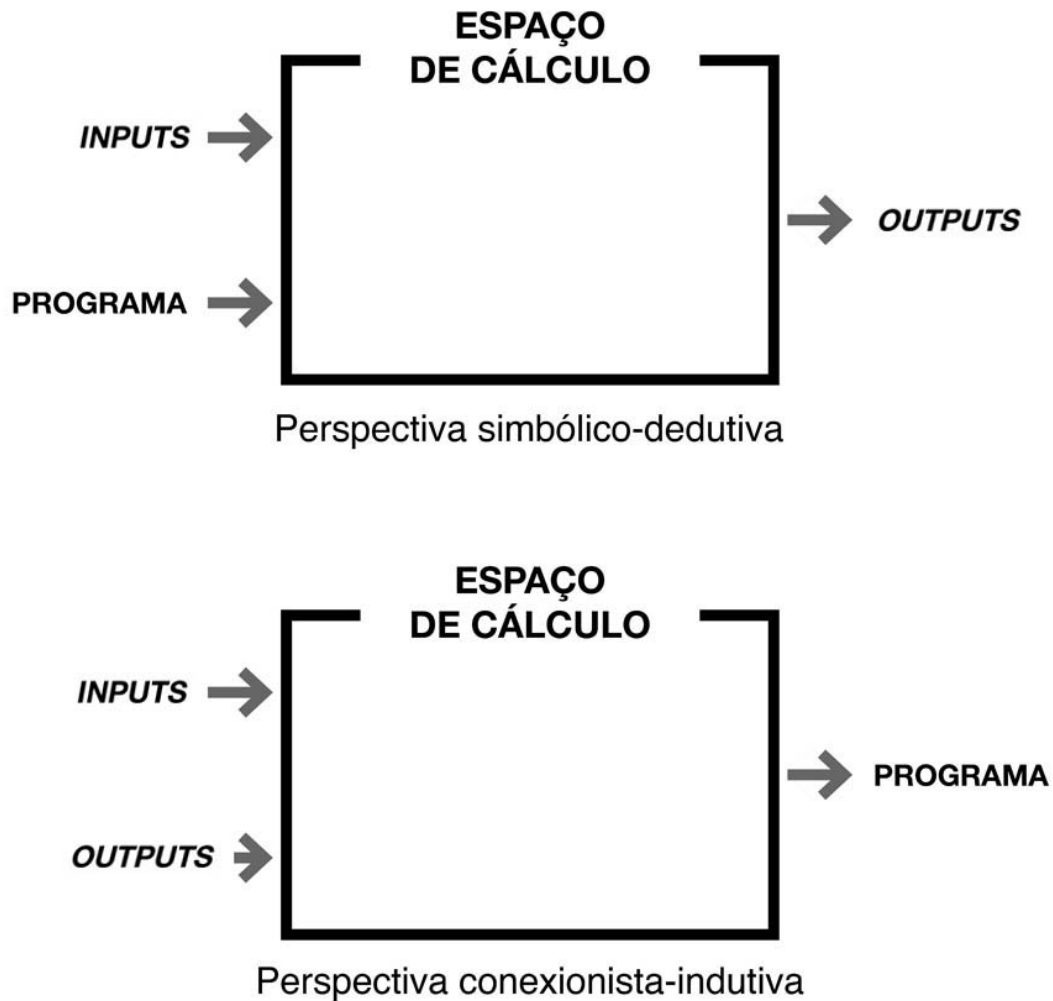 ESPAÇO
DE CÁLCULO
INPUTS
OUTPUTS
PROGRAMA
Perspectiva simbólico-dedutiva
ESPAÇO
DE CÁLCULO
INPUTS
PROGRAMA
OUTPUTS
Perspectiva conexionista-indutiva